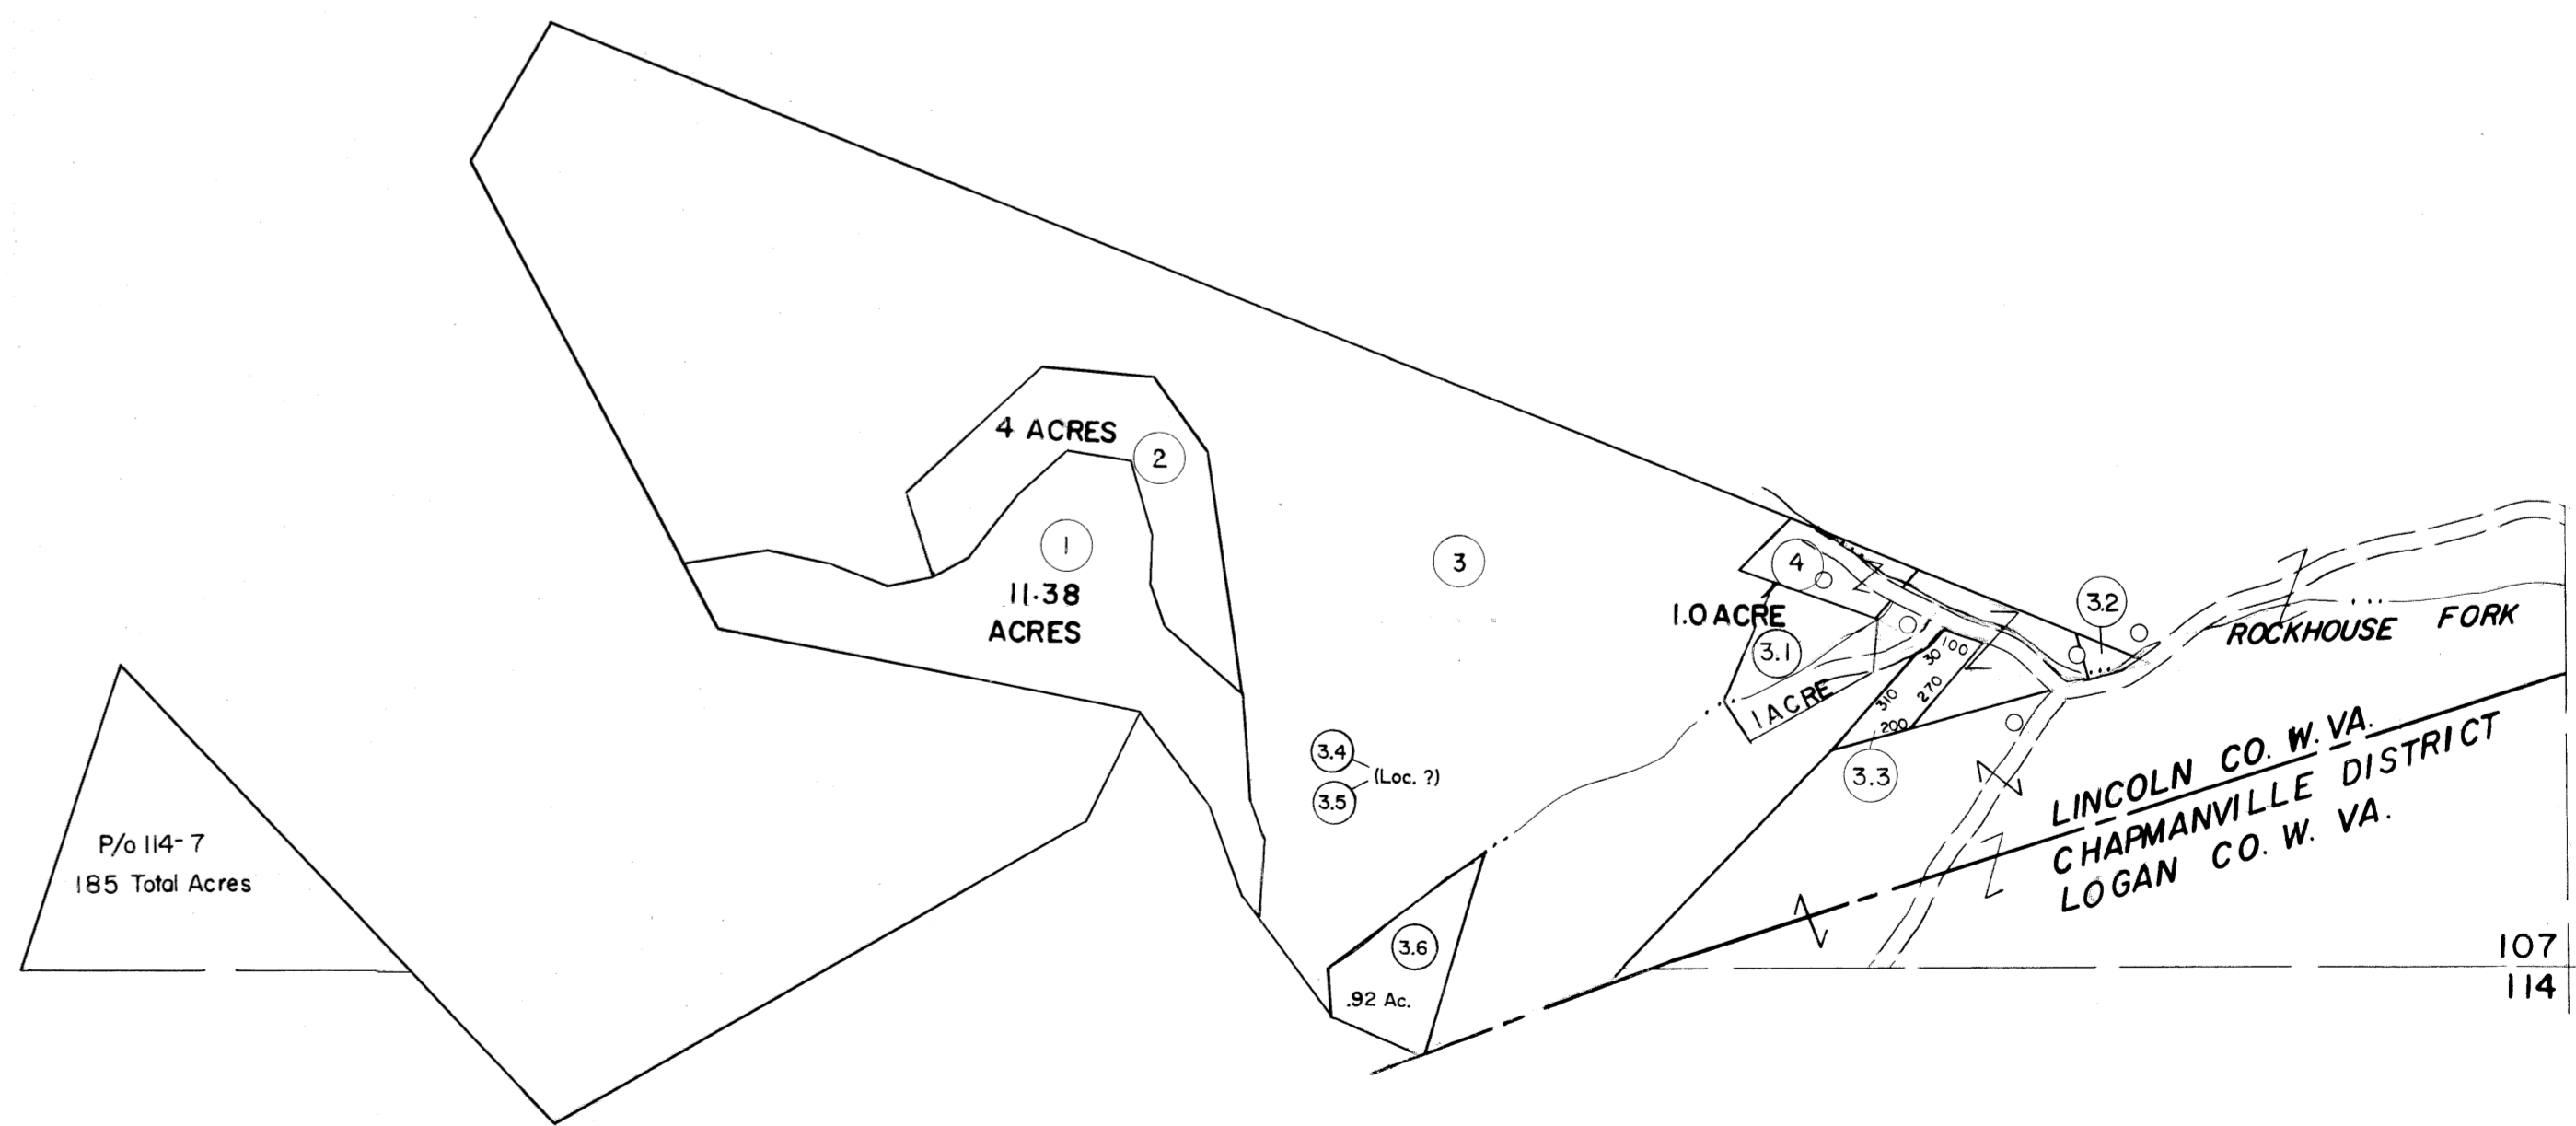 4 ACRES
2
1
11.38
ACRES
3
4
1.0 ACRE
3.1
1 ACRE
3.2
ROCKHOUSE FORK
30
100
310
270
200
3.3
3.4
(Loc. ?)
3.5
P/o 114-7
185 Total Acres
3.6
.92 Ac.
LINCOLN CO. W. VA.
CHAPMANVILLE DISTRICT
LOGAN CO. W. VA.
107
114